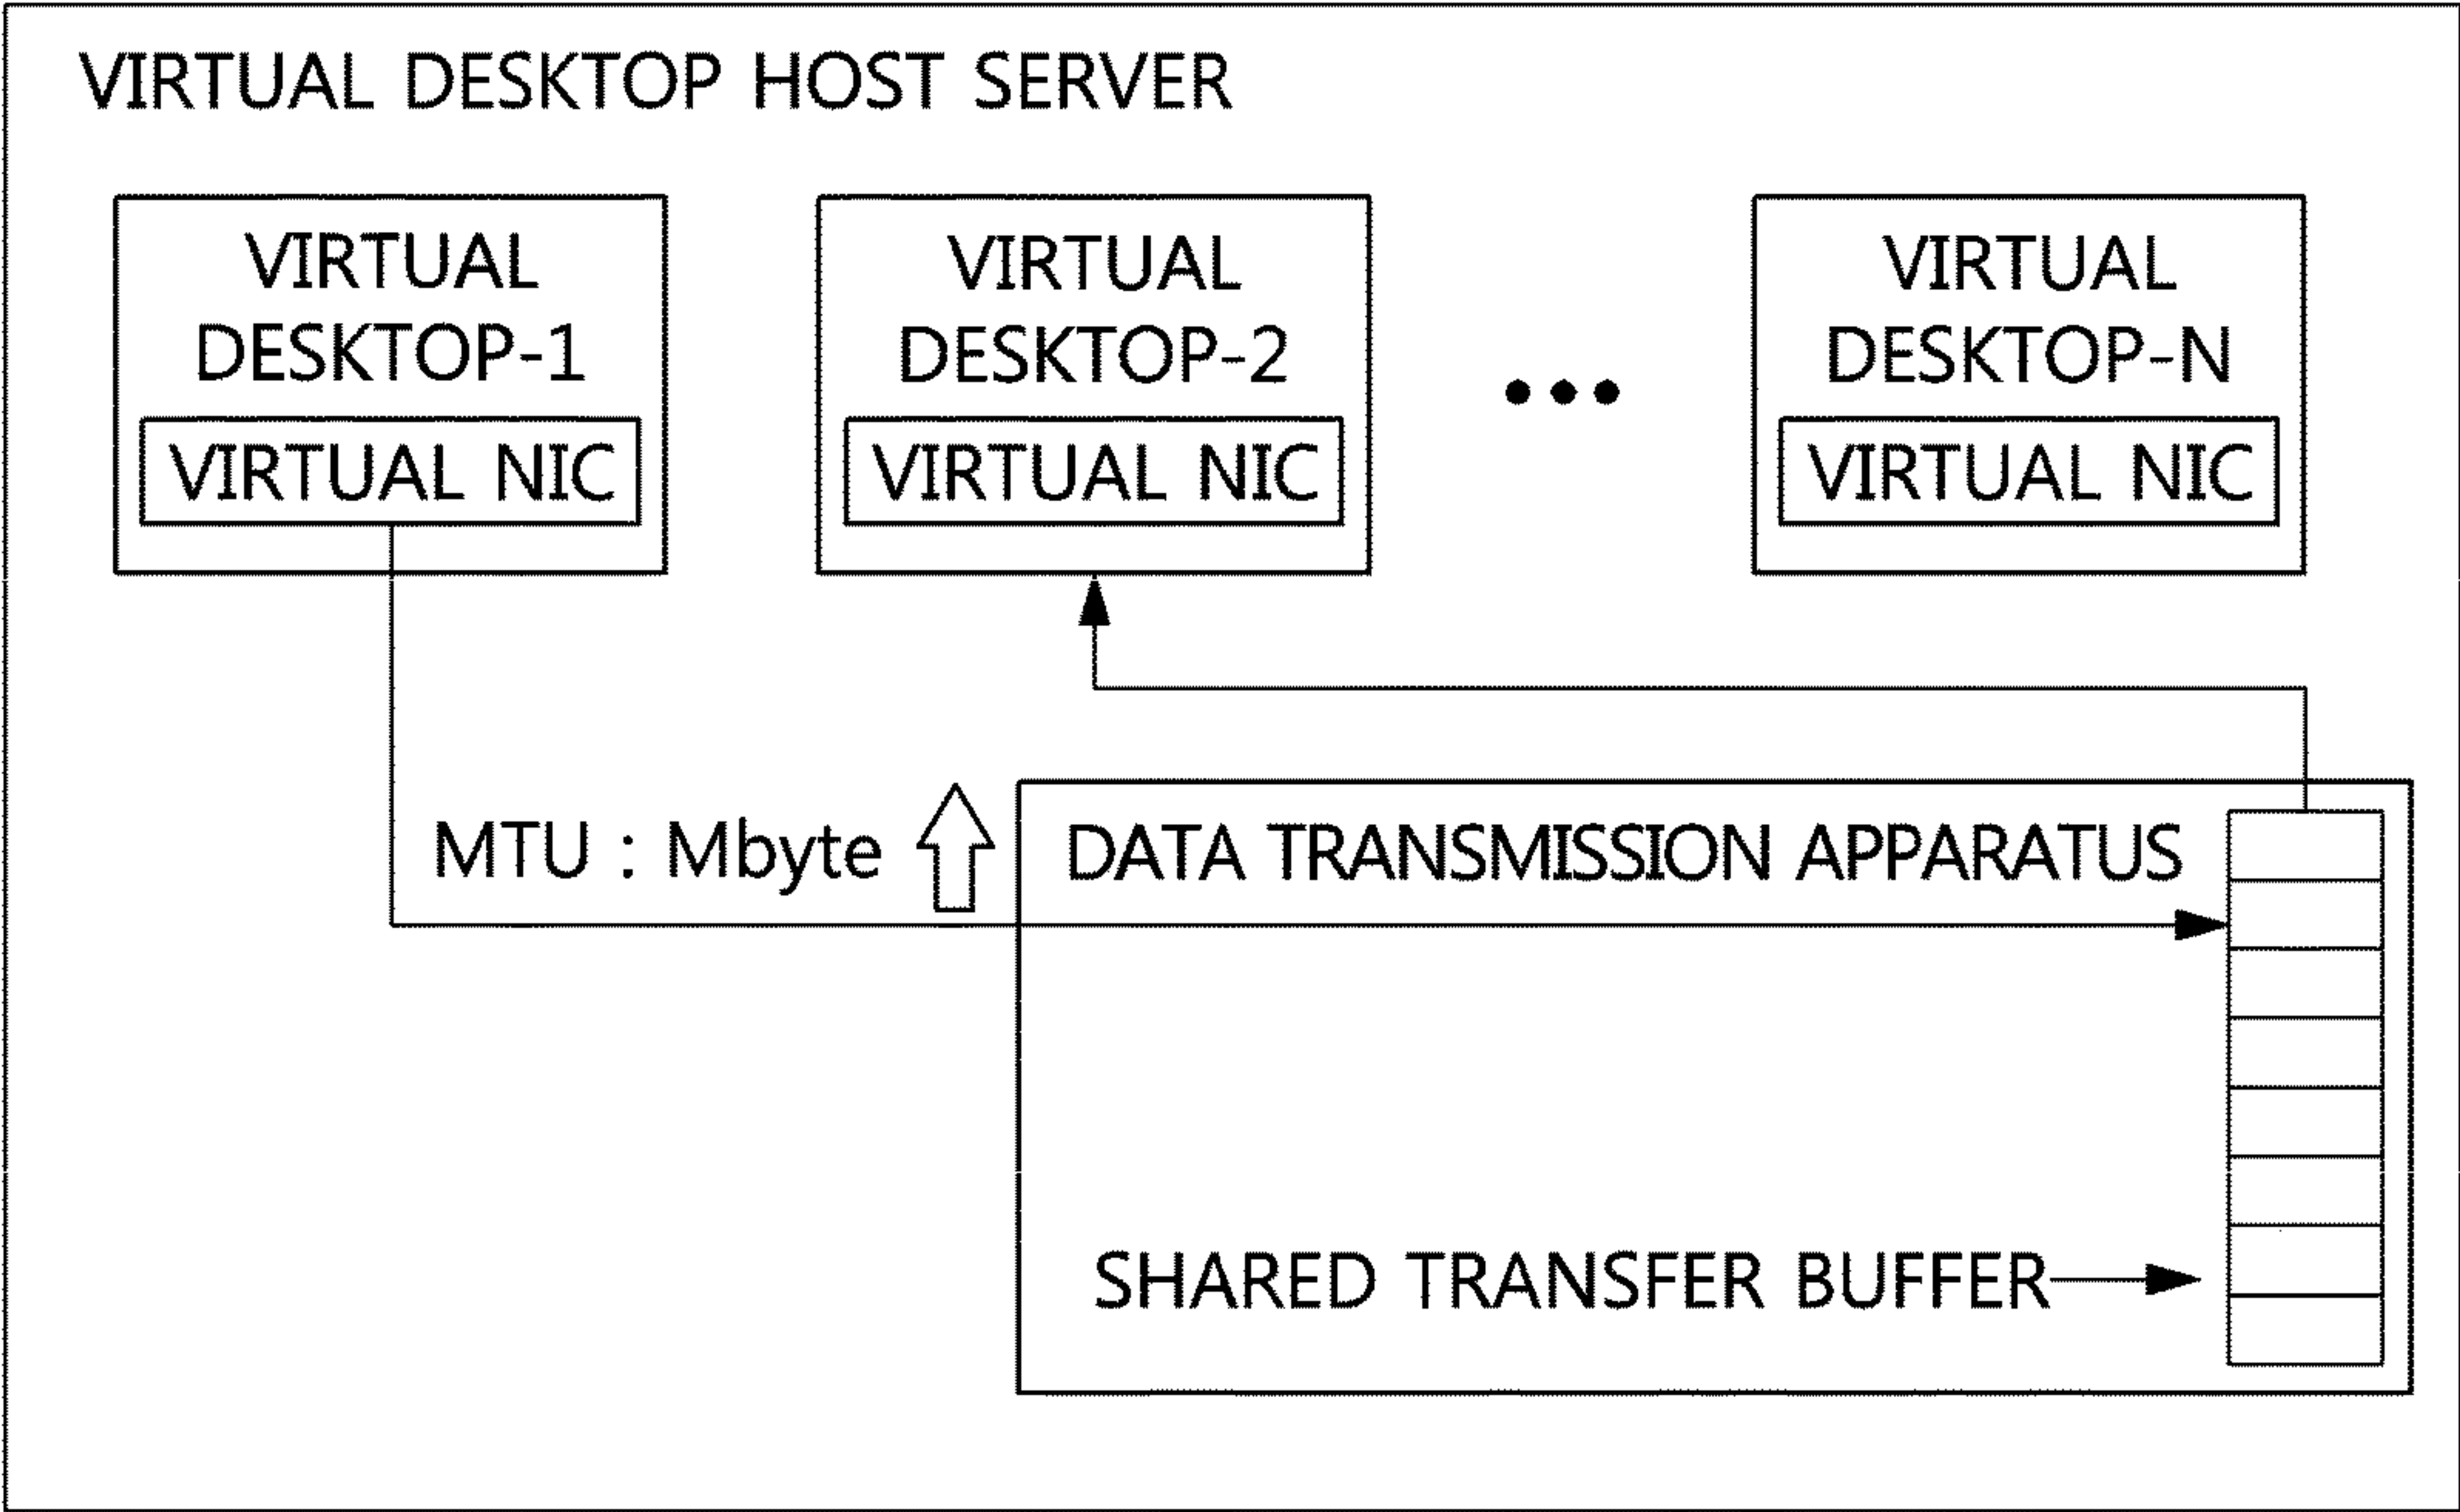 VIRTUAL DESKTOP HOST SERVER
VIRTUAL
DESKTOP-1
VIRTUAL NIC
VIRTUAL
DESKTOP-2
VIRTUAL NIC
VIRTUAL
DESKTOP-N
VIRTUAL NIC
MTU : Mbyte
DATA TRANSMISSION APPARATUS
SHARED TRANSFER BUFFER